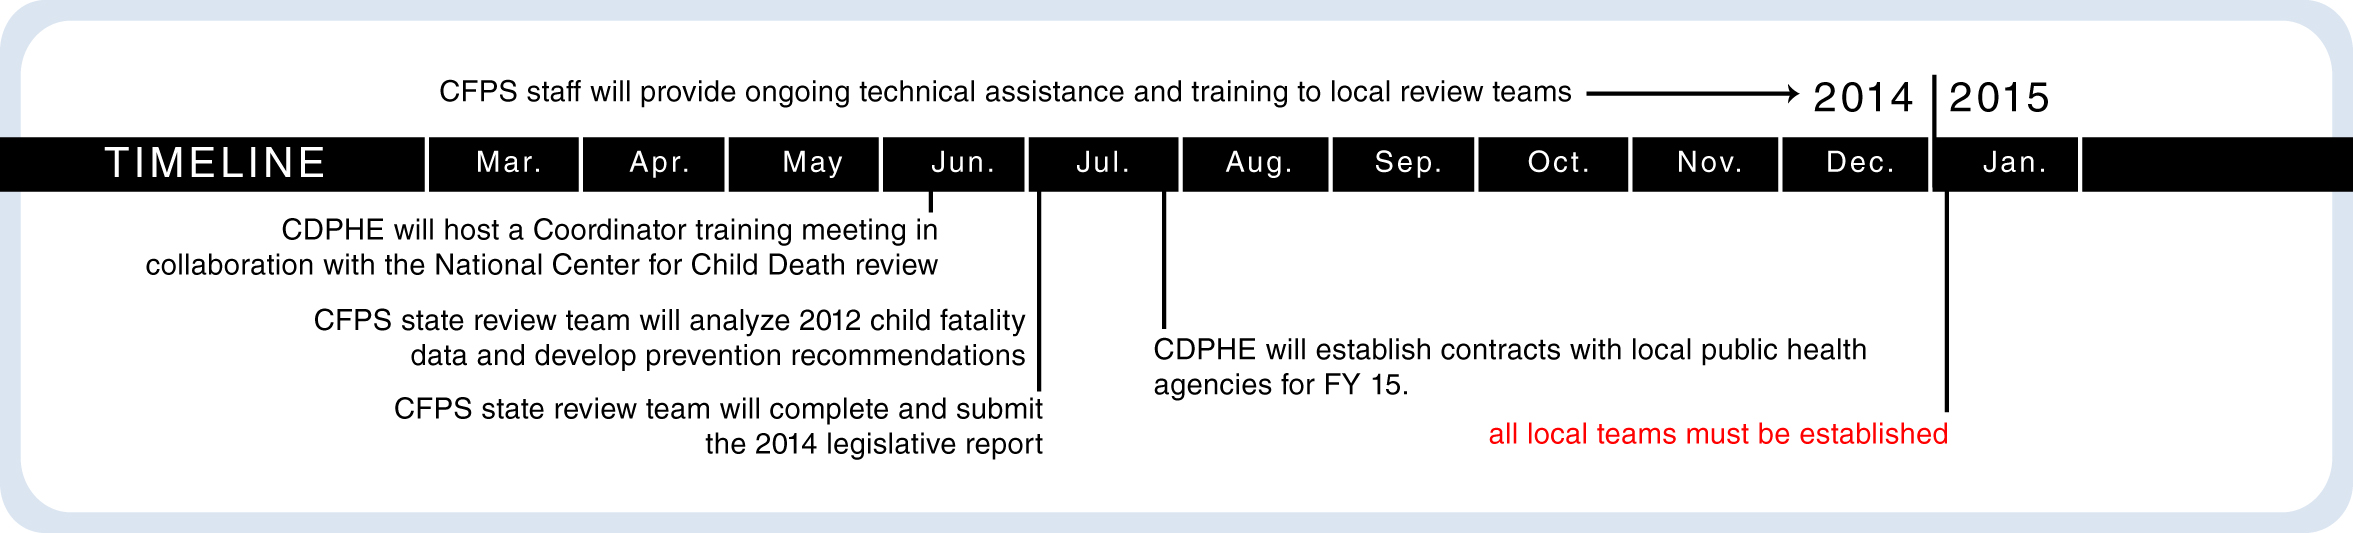 CFPS staff will provide ongoing technical assistance and training to local review teams
2014 2015
TIMELINE Mar. Apr. May Jun. Jul. Aug. Sep. Oct. Nov. Dec. Jan.
CDPHE will host a Coordinator training meeting in
collaboration with the National Center for Child Death review
CFPS state review team will analyze 2012 child fatality
data and develop prevention recommendations
CFPS state review team will complete and submit
the 2014 legislative report
CDPHE will establish contracts with local public health
agencies for FY 15.
all local teams must be established